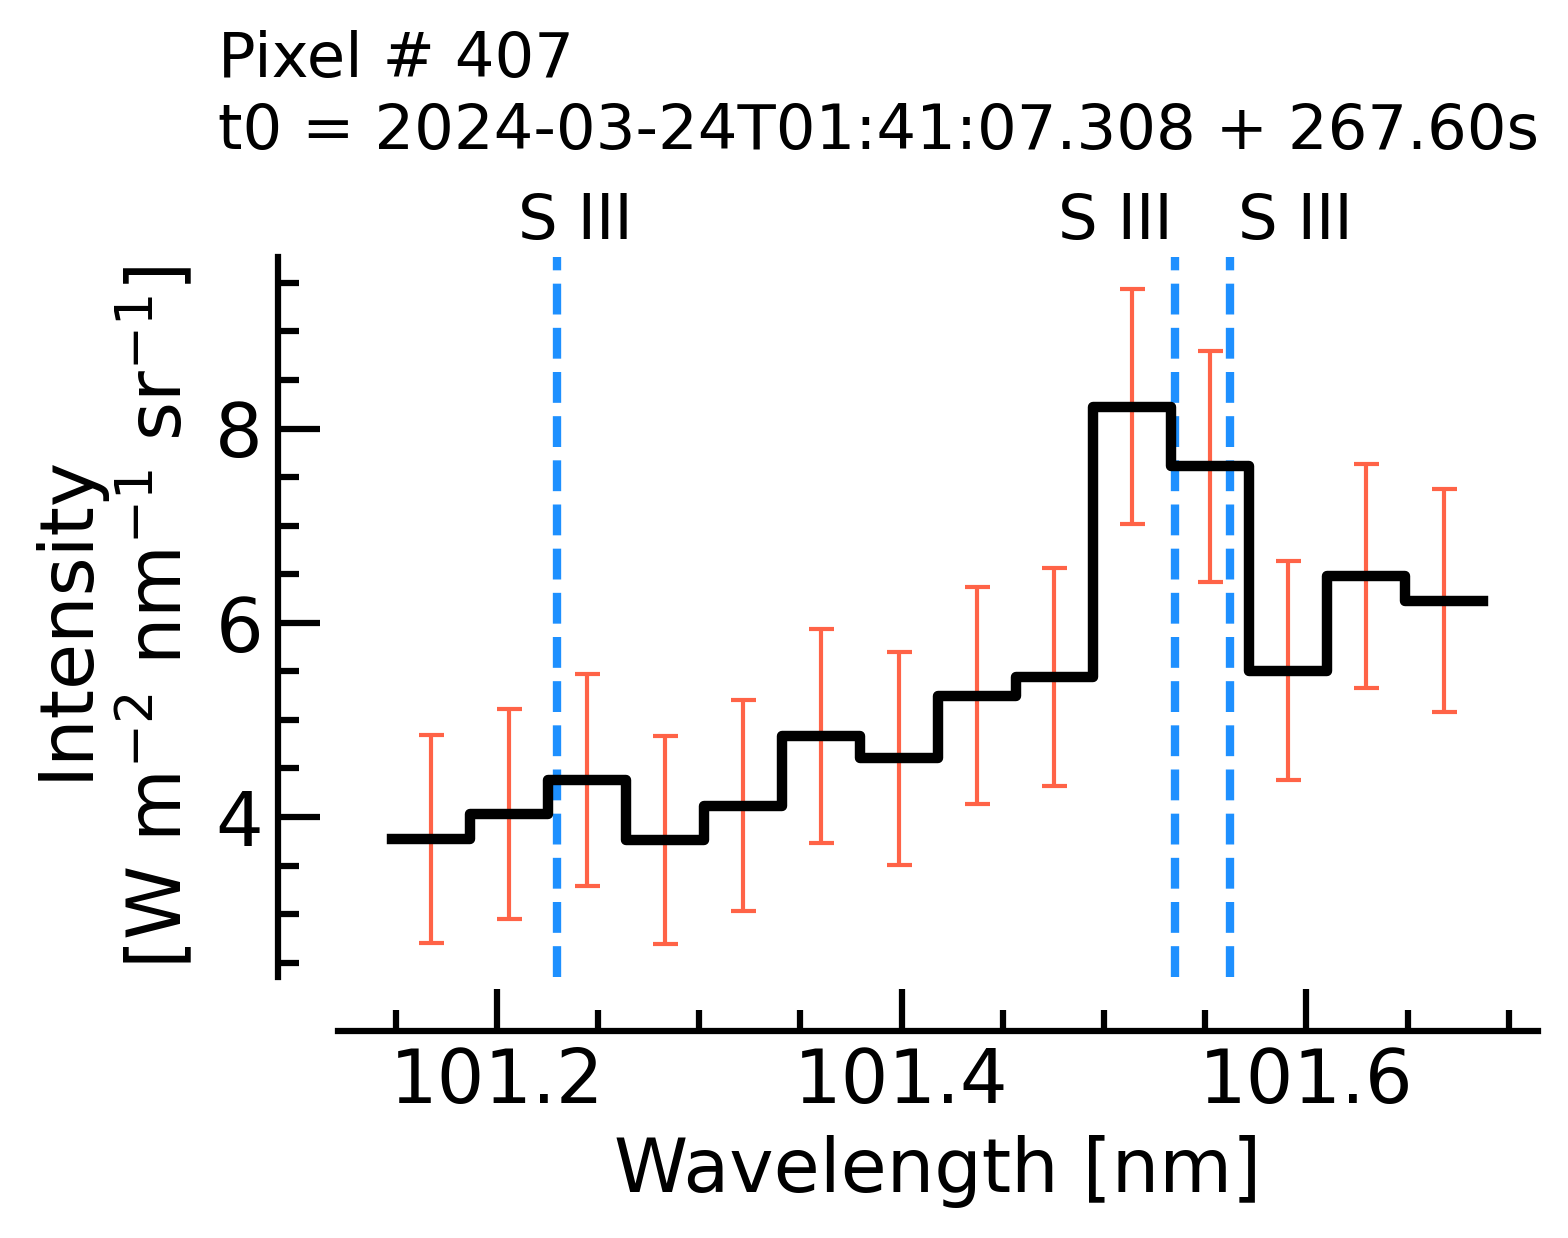 Pixel # 407
t0 = 2024-03-24T01:41:07.308 + 267.60s
S III S III S III
Intensity
[W m⁻² nm⁻¹ sr⁻¹]
8
6
4
101.2 101.4 101.6
Wavelength [nm]